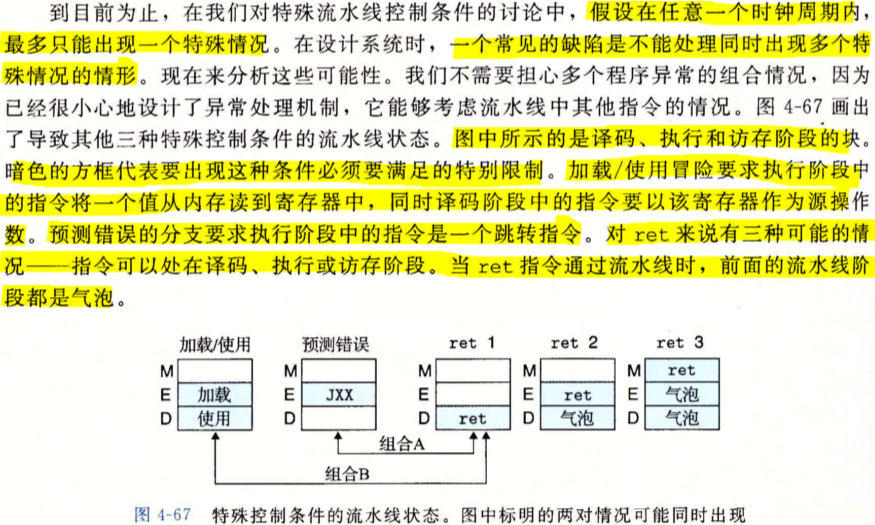 到目前为止，在我们对特殊流水线控制条件的讨论中，假设在任意一个时钟周期内，
最多只能出现一个特殊情况。在设计系统时，一个常见的缺陷是不能处理同时出现多个特
殊情况的情形。现在来分析这些可能性。我们不需要担心多个程序异常的组合情况，因为
已经很小心地设计了异常处理机制，它能够考虑流水线中其他指令的情况。图 4-67 画出
了导致其他三种特殊控制条件的流水线状态。图中所示的是译码、执行和访存阶段的块。
暗色的方框代表要出现这种条件必须要满足的特别限制。加载/使用冒险要求执行阶段中
的指令将一个值从内存读到寄存器中，同时译码阶段中的指令要以该寄存器作为源操作
数。预测错误的分支要求执行阶段中的指令是一个跳转指令。对 ret 来说有三种可能的情
况——指令可以处在译码、执行或访存阶段。当 ret 指令通过流水线时，前面的流水线阶
段都是气泡。
加载/使用 预测错误 ret 1 ret 2 ret 3
M M M M M ret
E 加载 E JXX E E ret E 气泡
D 使用 D D ret D 气泡 D 气泡
组合A
组合B
图 4-67 特殊控制条件的流水线状态。图中标明的两对情况可能同时出现